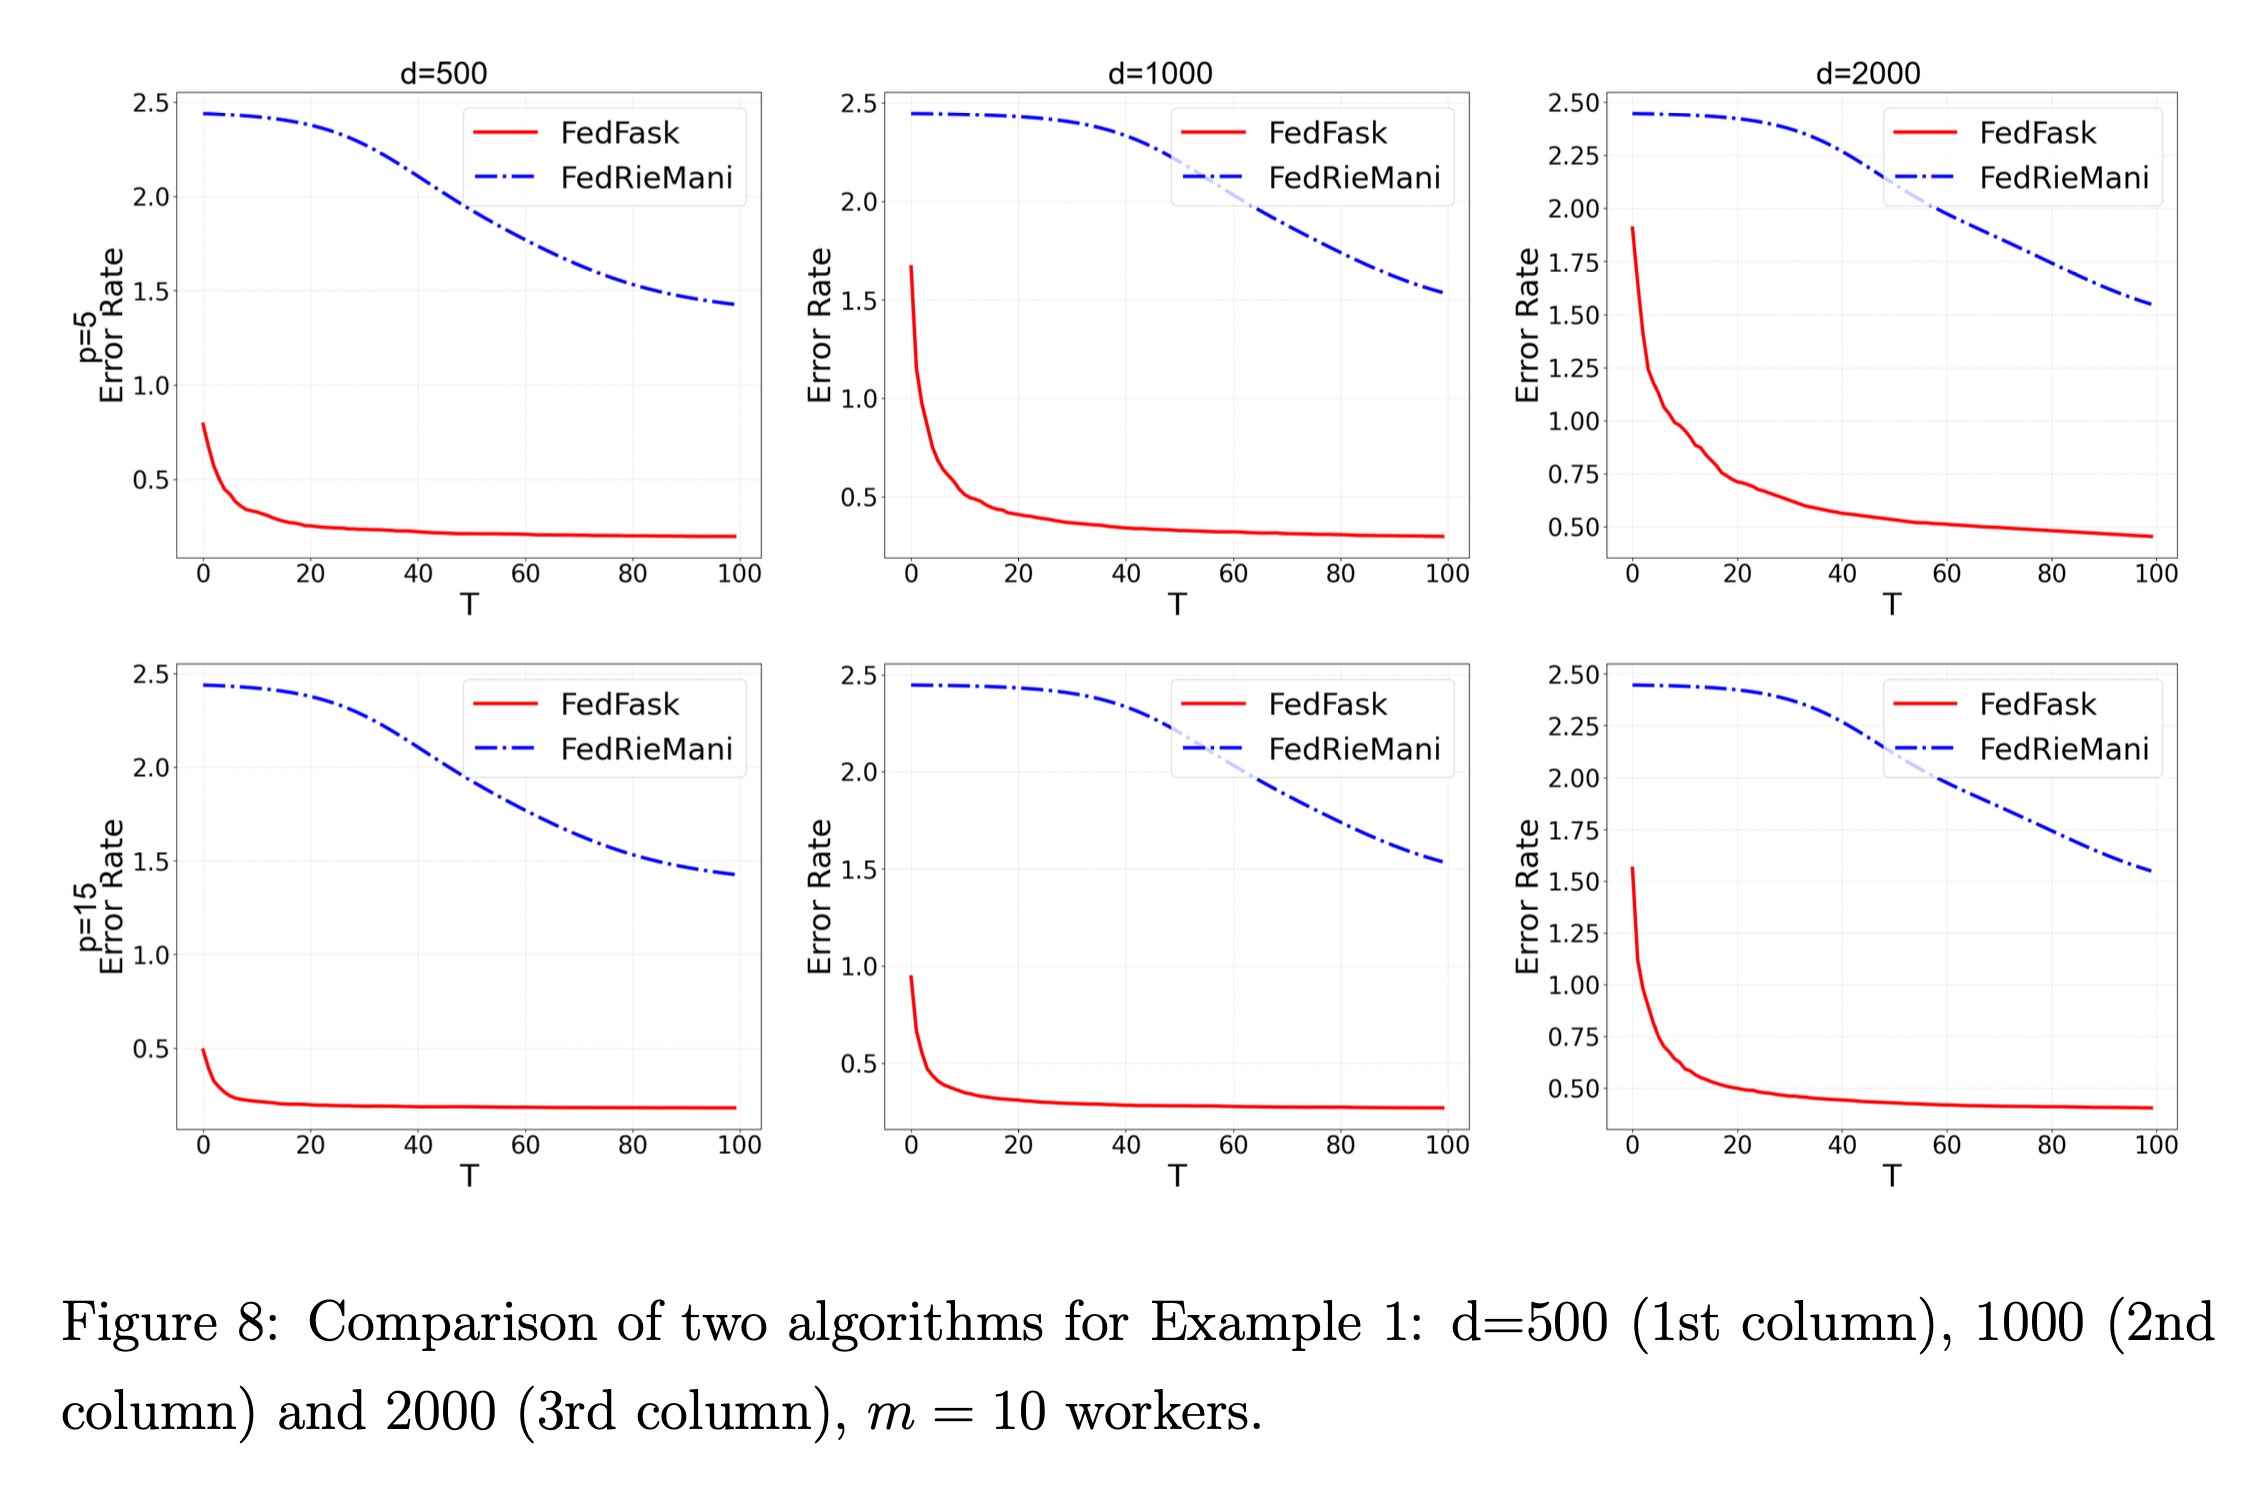 d=500
d=1000
d=2000
p=5
Error Rate
2.5
2.0
1.5
1.0
0.5
FedFask
FedRieMani
0 20 40 60 80 100
T
Error Rate
2.5
2.0
1.5
1.0
0.5
FedFask
FedRieMani
0 20 40 60 80 100
T
Error Rate
2.50
2.25
2.00
1.75
1.50
1.25
1.00
0.75
0.50
FedFask
FedRieMani
0 20 40 60 80 100
T
p=15
Error Rate
2.5
2.0
1.5
1.0
0.5
FedFask
FedRieMani
0 20 40 60 80 100
T
Error Rate
2.5
2.0
1.5
1.0
0.5
FedFask
FedRieMani
0 20 40 60 80 100
T
Error Rate
2.50
2.25
2.00
1.75
1.50
1.25
1.00
0.75
0.50
FedFask
FedRieMani
0 20 40 60 80 100
T
Figure 8: Comparison of two algorithms for Example 1: d=500 (1st column), 1000 (2nd
column) and 2000 (3rd column), m = 10 workers.